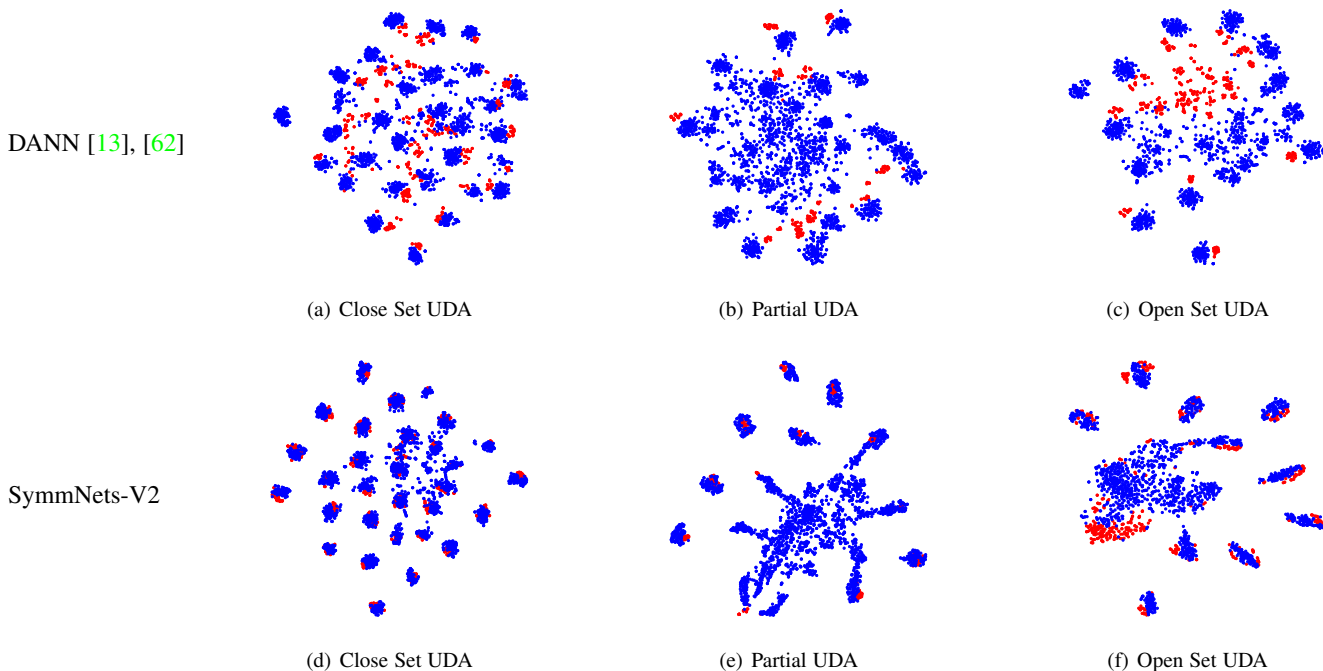 DANN [13], [62]
(a) Close Set UDA
(b) Partial UDA
(c) Open Set UDA
SymmNets-V2
(d) Close Set UDA
(e) Partial UDA
(f) Open Set UDA